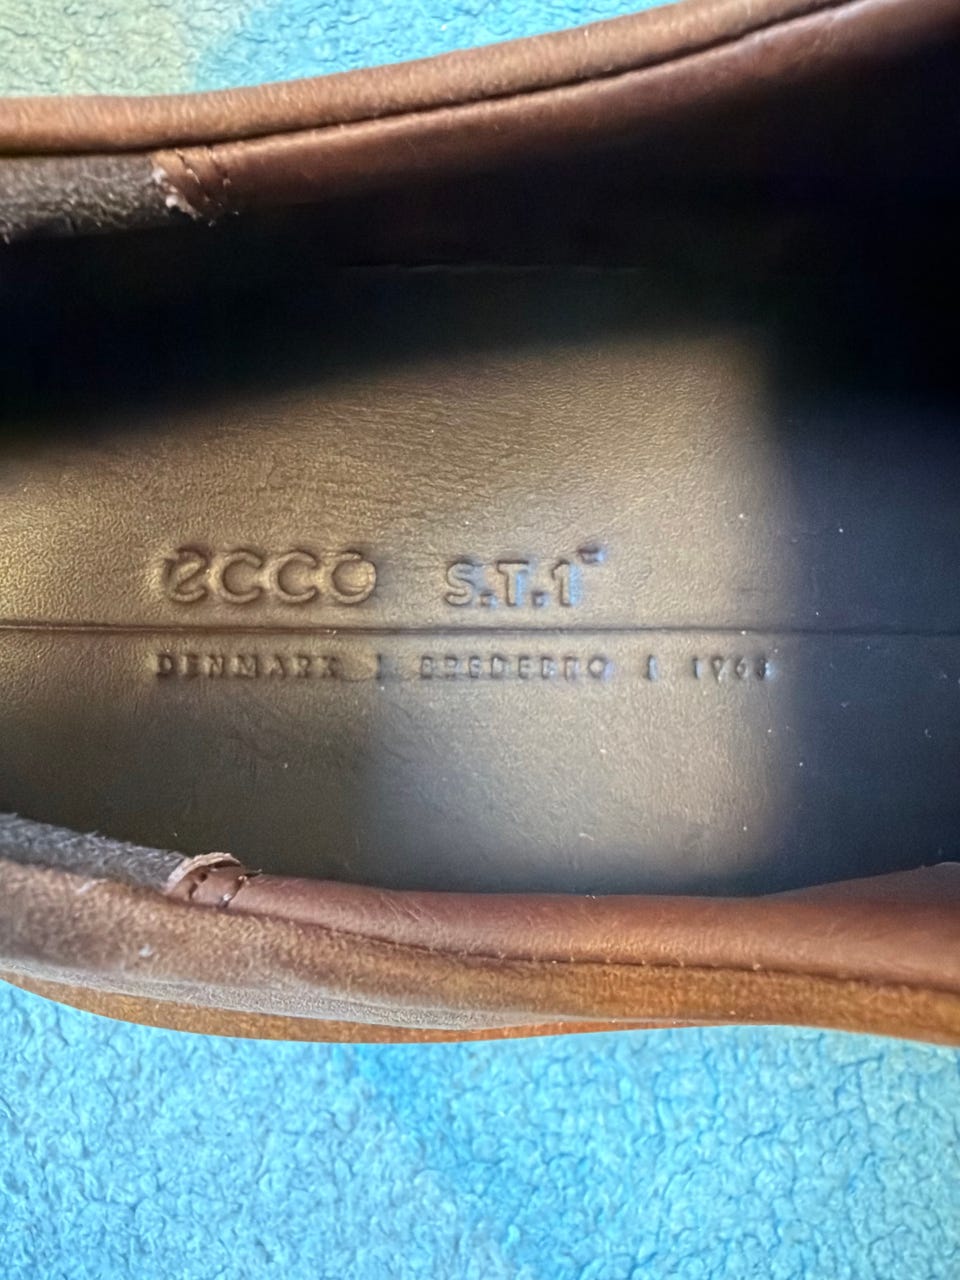 ecco S.T.1
DENMARK | BREDEBRO | 1963